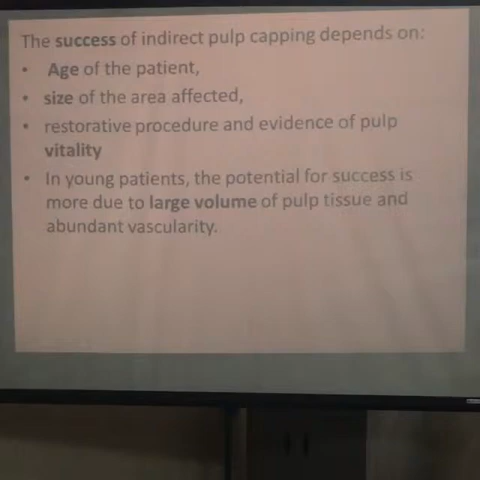 The success of indirect pulp capping depends on:
• Age of the patient,
• size of the area affected,
• restorative procedure and evidence of pulp
vitality
• In young patients, the potential for success is
more due to large volume of pulp tissue and
abundant vascularity.